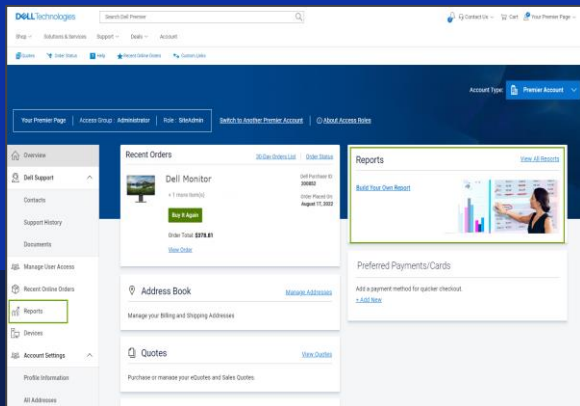 DELLTechnologies
Search Dell Premier
Contact Us
Cart
Your Premier Page
Shop
Solutions & Services
Support
Deals
Account
Quotes
Order Status
Help
Recent Online Orders
Custom Links
Account Type:
Premier Account
Your Premier Page
Access Group : Administrator
Role : SiteAdmin
Switch to Another Premier Account
About Access Roles
Overview
Dell Support
Contacts
Support History
Documents
Manage User Access
Recent Online Orders
Reports
Devices
Account Settings
Profile Information
All Addresses
Recent Orders
30-Day Orders List
Order Status
Dell Monitor
+ 1 more item(s)
Buy It Again
Order Total: $378.81
View Order
Dell Purchase ID
Order Placed On:
August 17, 2022
Address Book
Manage Addresses
Manage your Billing and Shipping Addresses
Quotes
View Quotes
Purchase or manage your eQuotes and Sales Quotes.
Reports
View All Reports
Build Your Own Report
Preferred Payments/Cards
Add a payment method for quicker checkout.
+ Add New